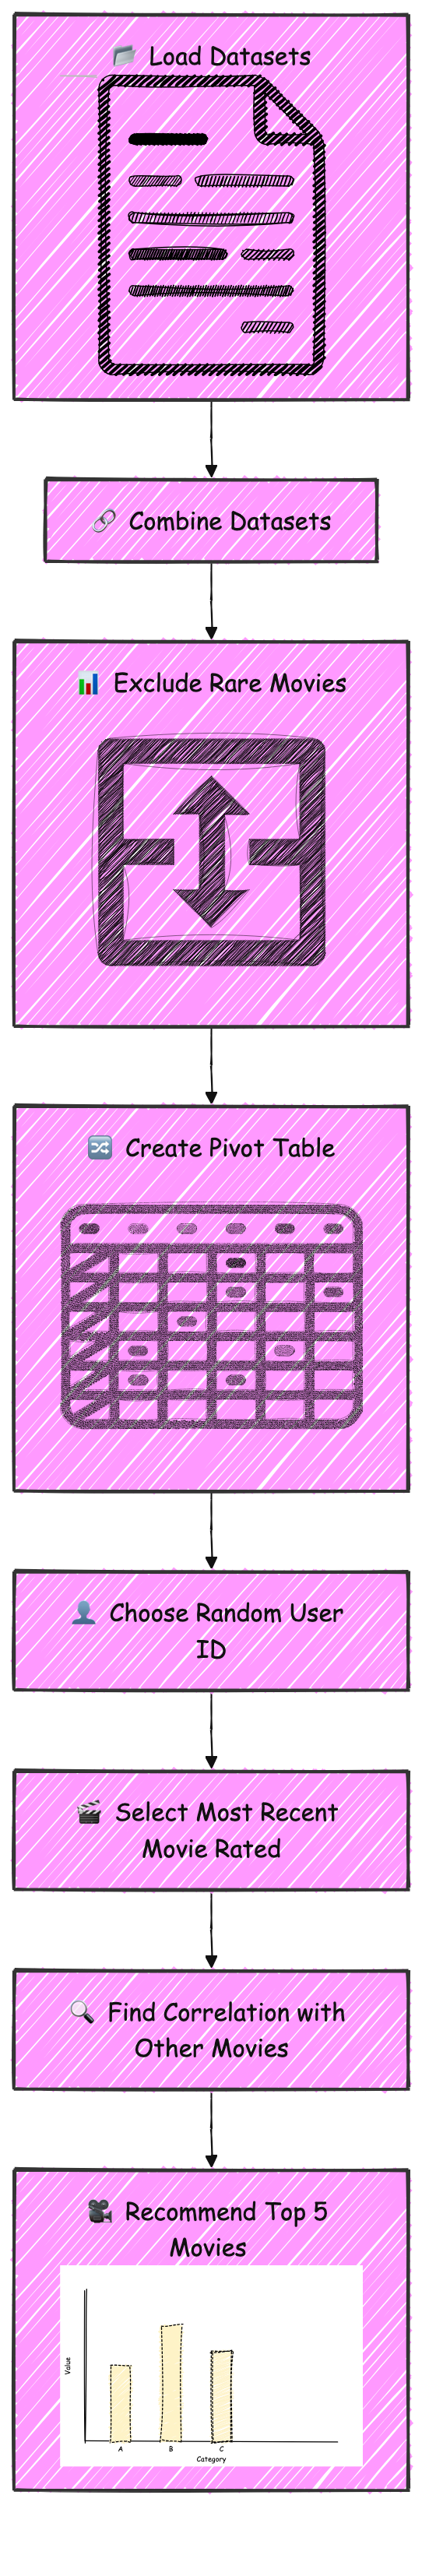 Load Datasets
Combine Datasets
Exclude Rare Movies
Create Pivot Table
Choose Random User
ID
Select Most Recent
Movie Rated
Find Correlation with
Other Movies
Recommend Top 5
Movies
Value
A B C
Category